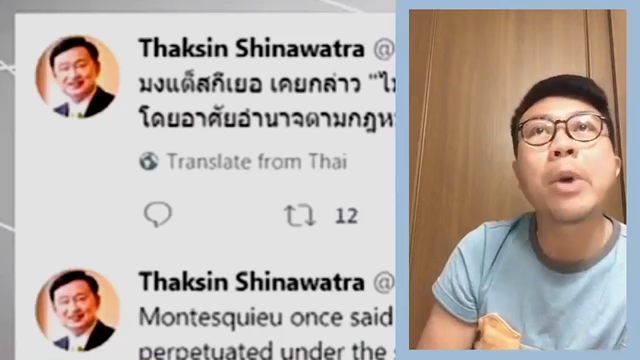 Thaksin Shinawatra @
มงแต็สกีเยอ เคยกล่าว "ไม
โดยอาศัยอำนาจตามกฎห
Translate from Thai
12
Thaksin Shinawatra @
Montesquieu once said
perpetuated under the